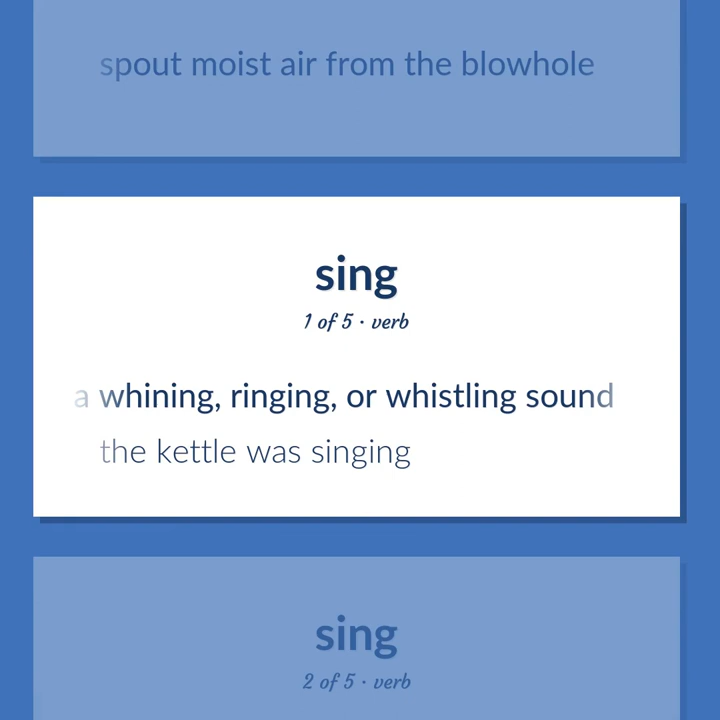 spout moist air from the blowhole
sing
1 of 5 · verb
a whining, ringing, or whistling sound
the kettle was singing
sing
2 of 5 · verb